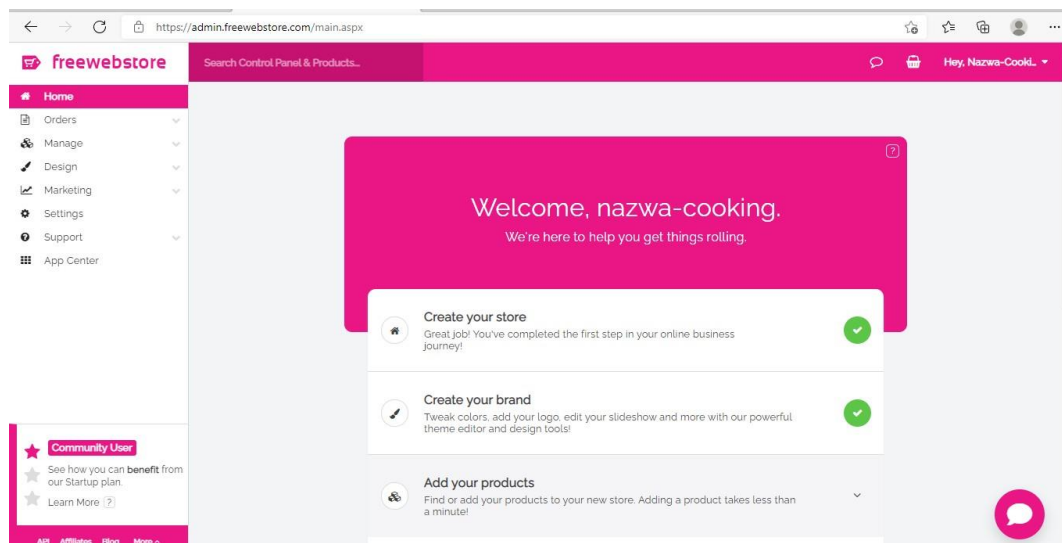 https://admin.freewebstore.com/main.aspx
freewebstore
Search Control Panel & Products...
Hey, Nazwa-Cooki...
Home
Orders
Manage
Design
Marketing
Settings
Support
App Center
Welcome, nazwa-cooking.
We're here to help you get things rolling.
Create your store
Great job! You've completed the first step in your online business
journey!
Create your brand
Tweak colors, add your logo, edit your slideshow and more with our powerful
theme editor and design tools!
Add your products
Find or add your products to your new store. Adding a product takes less than
a minute!
Community User
See how you can benefit from
our Startup plan.
Learn More ?
API Affiliates Blog More